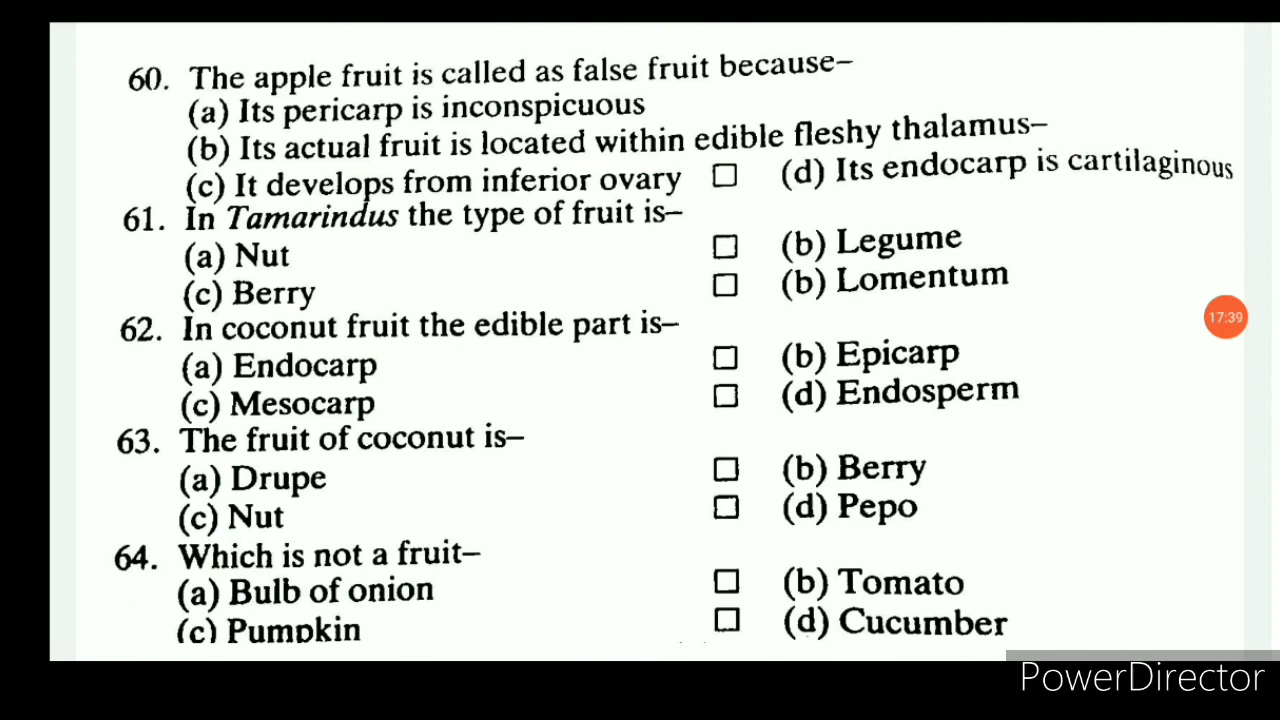 60. The apple fruit is called as false fruit because–
(a) Its pericarp is inconspicuous
(b) Its actual fruit is located within edible fleshy thalamus–
(c) It develops from inferior ovary □ (d) Its endocarp is cartilaginous
61. In Tamarindus the type of fruit is–
(a) Nut □ (b) Legume
(c) Berry □ (b) Lomentum
17:39
62. In coconut fruit the edible part is–
(a) Endocarp □ (b) Epicarp
(c) Mesocarp □ (d) Endosperm
63. The fruit of coconut is–
(a) Drupe □ (b) Berry
(c) Nut □ (d) Pepo
64. Which is not a fruit–
(a) Bulb of onion □ (b) Tomato
(c) Pumpkin □ (d) Cucumber
PowerDirector